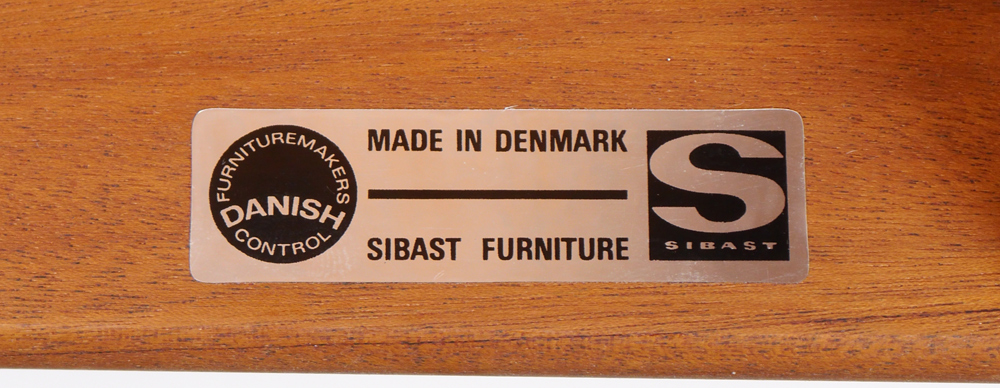 FURNITUREMAKERS
DANISH
CONTROL
MADE IN DENMARK
SIBAST FURNITURE
S
SIBAST